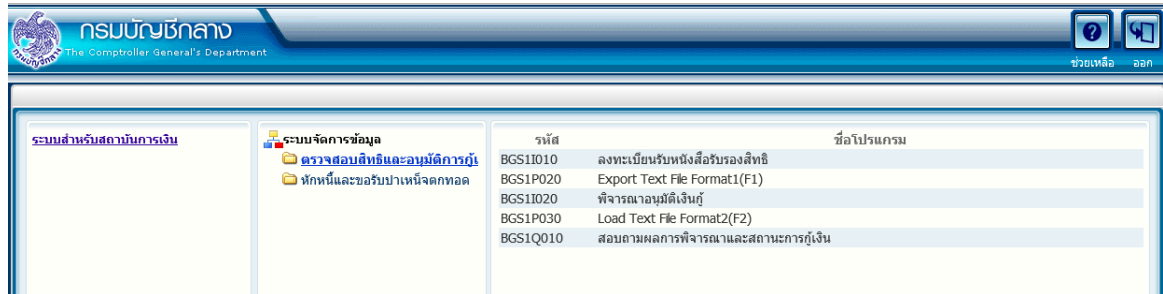 กรมบัญชีกลาง
The Comptroller General's Department
ช่วยเหลือ ออก
ระบบสำหรับสถาบันการเงิน
ระบบจัดการข้อมูล
ตรวจสอบสิทธิและอนุมัติการกู้เ
หักหนี้และขอรับบำเหน็จตกทอด
รหัส ชื่อโปรแกรม
BGS1I010 ลงทะเบียนรับหนังสือรับรองสิทธิ
BGS1P020 Export Text File Format1(F1)
BGS1I020 พิจารณาอนุมัติเงินกู้
BGS1P030 Load Text File Format2(F2)
BGS1Q010 สอบถามผลการพิจารณาและสถานะการกู้เงิน